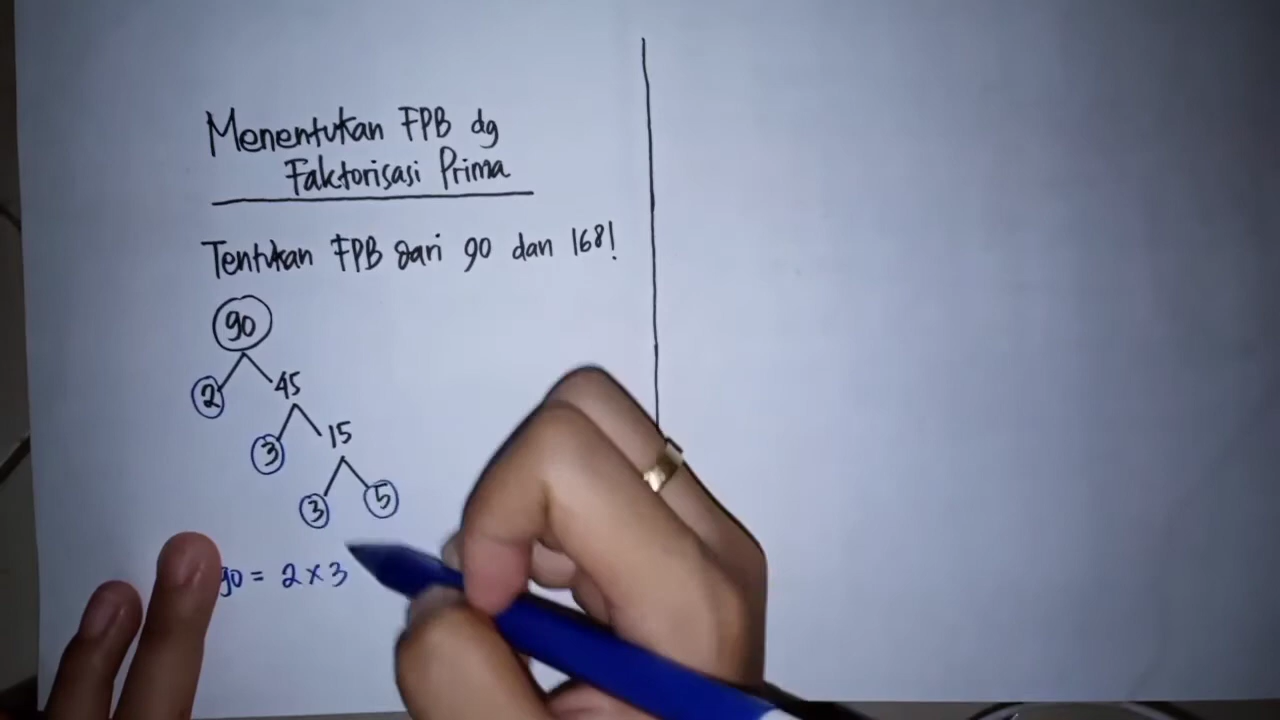 Menentukan FPB dg
Faktorisasi Prima
Tentukan FPB dari 90 dan 168!
90
2 45
3 15
3 5
90 = 2 × 3